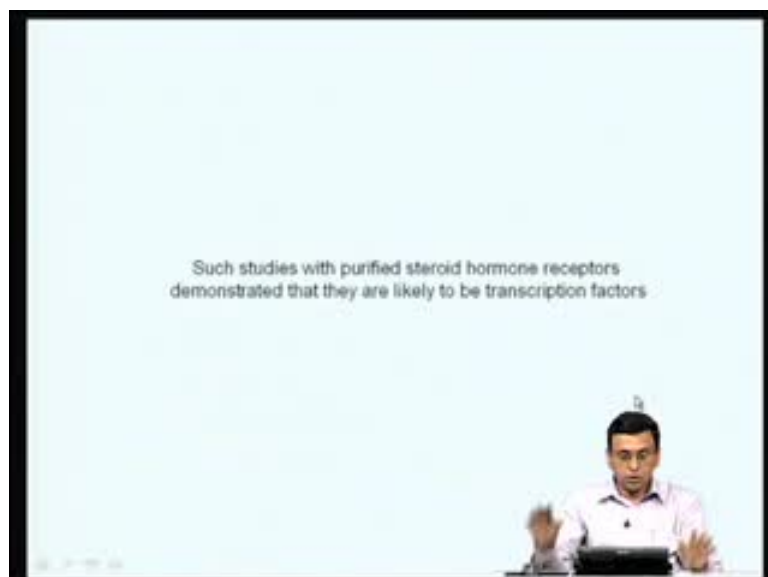 Such studies with purified steroid hormone receptors
demonstrated that they are likely to be transcription factors